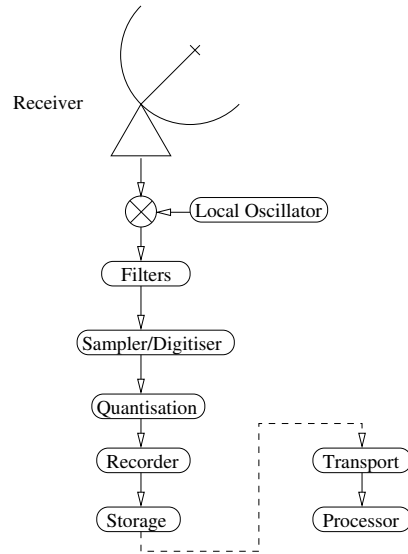 Receiver
Local Oscillator
Filters
Sampler/Digitiser
Quantisation
Recorder
Storage
Transport
Processor